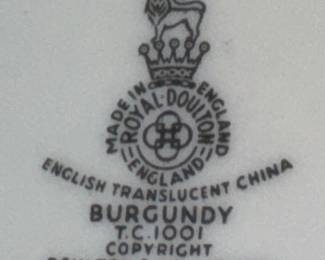 MADE IN ENGLAND
ROYAL·DOULTON
ENGLAND
ENGLISH TRANSLUCENT CHINA
BURGUNDY
T.C.1001
COPYRIGHT